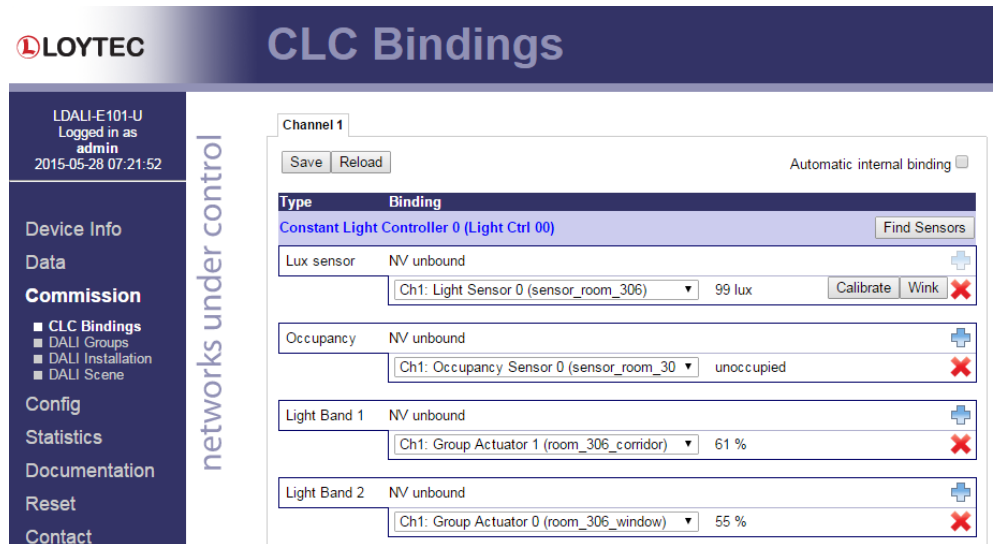 LOYTEC
CLC Bindings
LDALI-E101-U
Logged in as
admin
2015-05-28 07:21:52
Device Info
Data
Commission
CLC Bindings
DALI Groups
DALI Installation
DALI Scene
Config
Statistics
Documentation
Reset
Contact
networks under control
Channel 1
Save Reload Automatic internal binding
Type Binding
Constant Light Controller 0 (Light Ctrl 00) Find Sensors
Lux sensor NV unbound
Ch1: Light Sensor 0 (sensor_room_306) 99 lux Calibrate Wink
Occupancy NV unbound
Ch1: Occupancy Sensor 0 (sensor_room_30 unoccupied
Light Band 1 NV unbound
Ch1: Group Actuator 1 (room_306_corridor) 61 %
Light Band 2 NV unbound
Ch1: Group Actuator 0 (room_306_window) 55 %